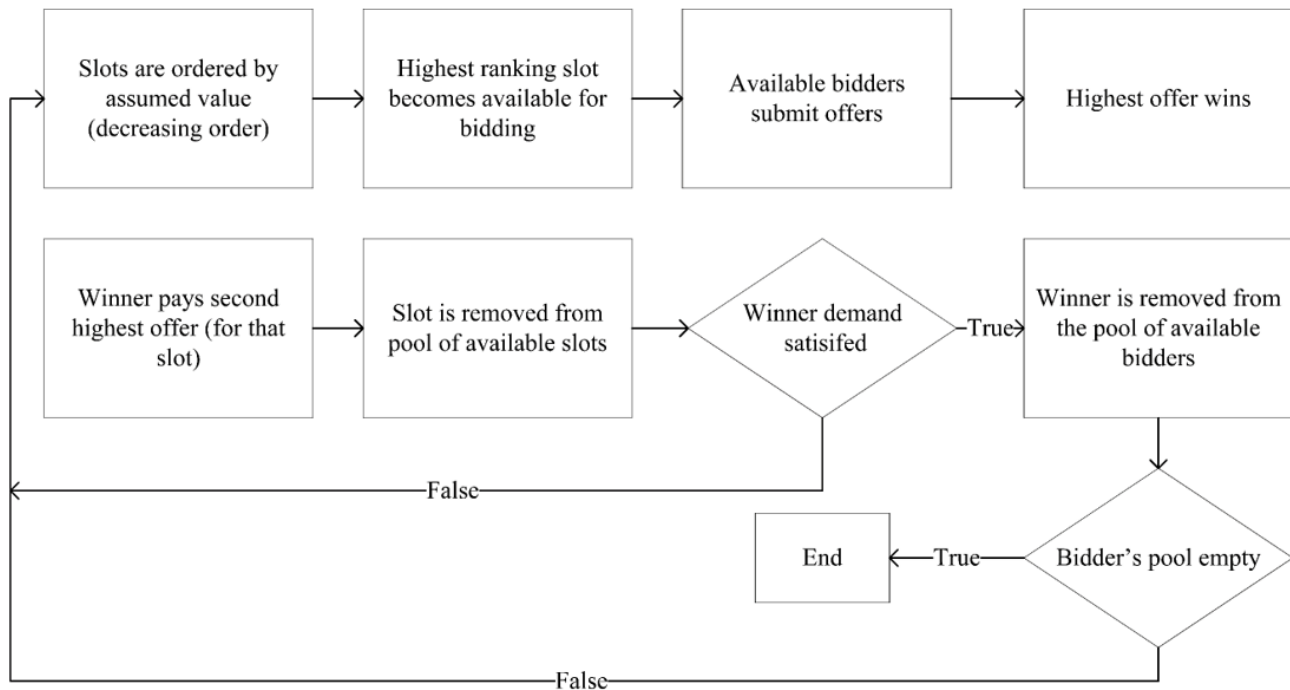 Slots are ordered by
assumed value
(decreasing order)
Highest ranking slot
becomes available for
bidding
Available bidders
submit offers
Highest offer wins
Winner pays second
highest offer (for that
slot)
Slot is removed from
pool of available slots
Winner demand
satisifed
True
Winner is removed from
the pool of available
bidders
False
End
True
Bidder's pool empty
False